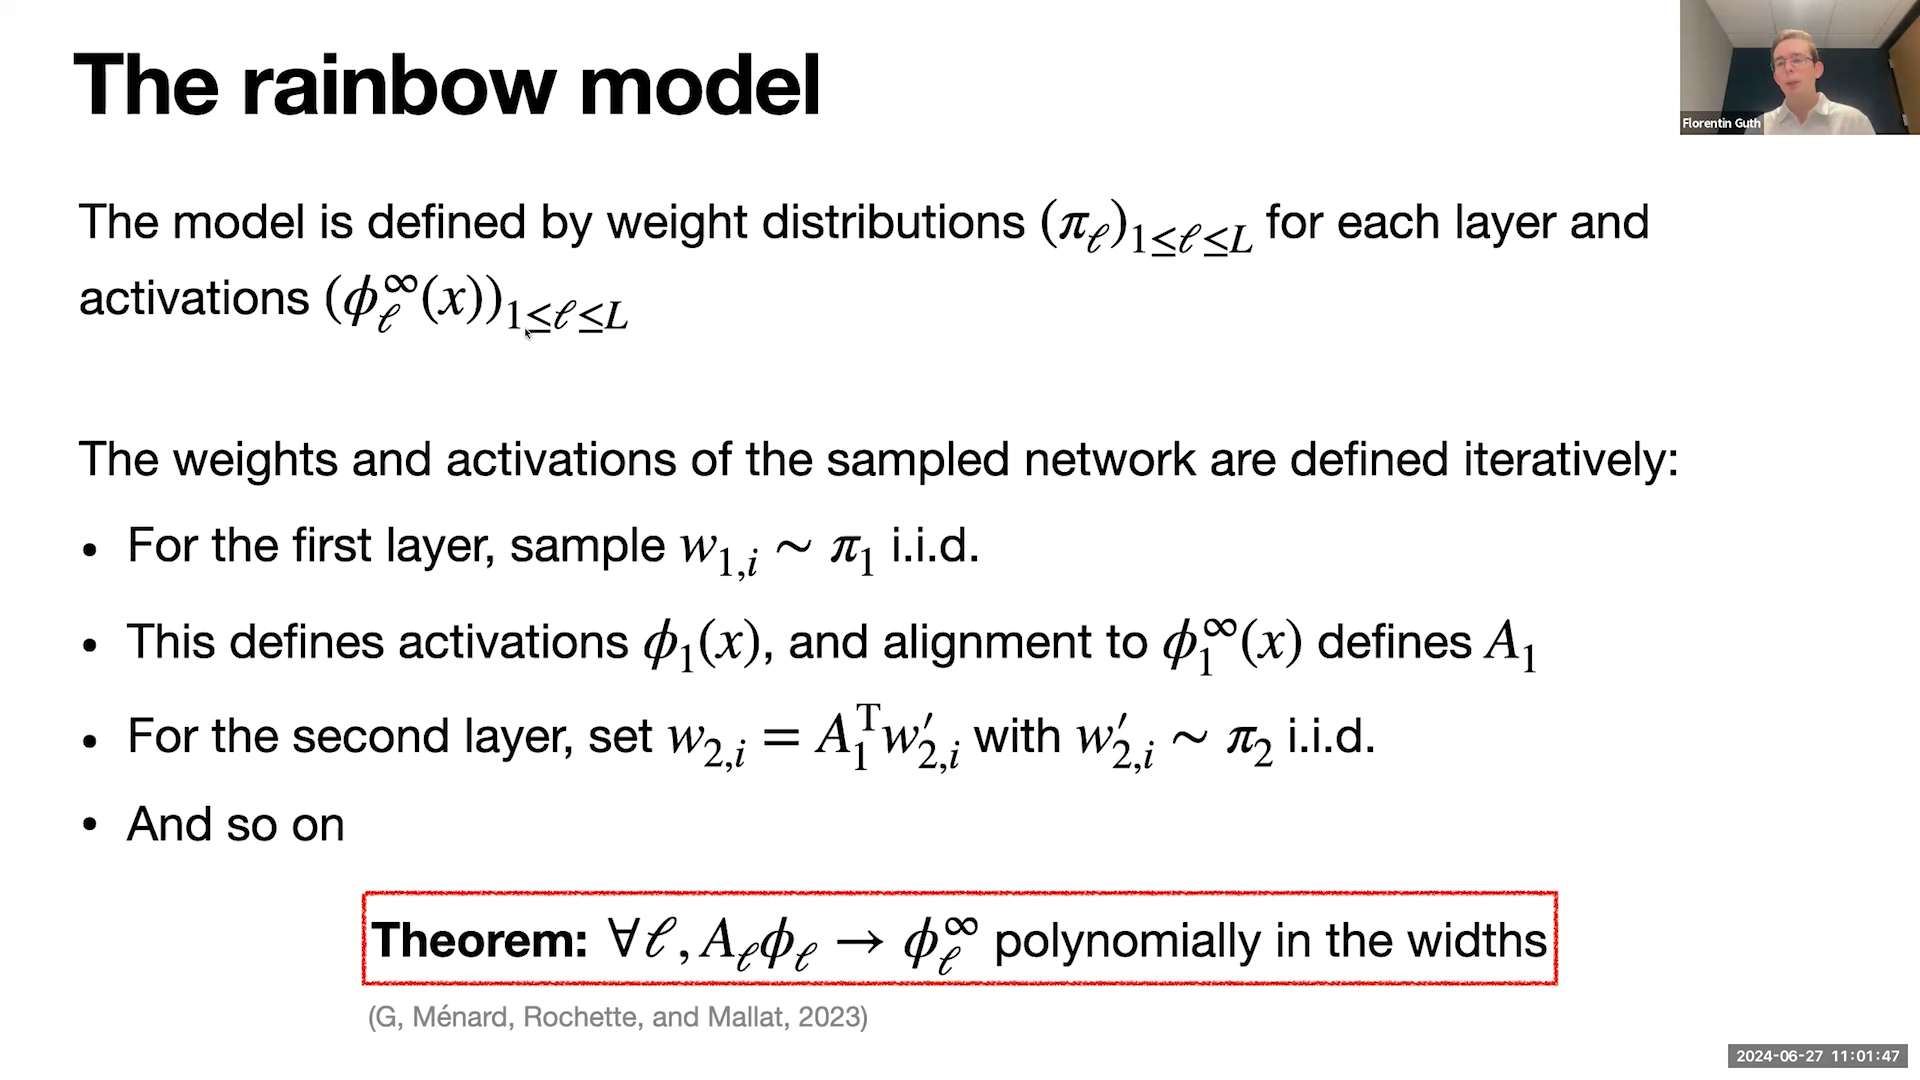 The rainbow model
Florentin Guth
The model is defined by weight distributions (π_ℓ)_{1≤ℓ≤L} for each layer and
activations (ϕ_ℓ^∞(x))_{1≤ℓ≤L}
The weights and activations of the sampled network are defined iteratively:
• For the first layer, sample w_{1,i} ∼ π_1 i.i.d.
• This defines activations ϕ_1(x), and alignment to ϕ_1^∞(x) defines A_1
• For the second layer, set w_{2,i} = A_1^T w′_{2,i} with w′_{2,i} ∼ π_2 i.i.d.
• And so on
Theorem: ∀ℓ, A_ℓϕ_ℓ → ϕ_ℓ^∞ polynomially in the widths
(G, Ménard, Rochette, and Mallat, 2023)
2024-06-27 11:01:47